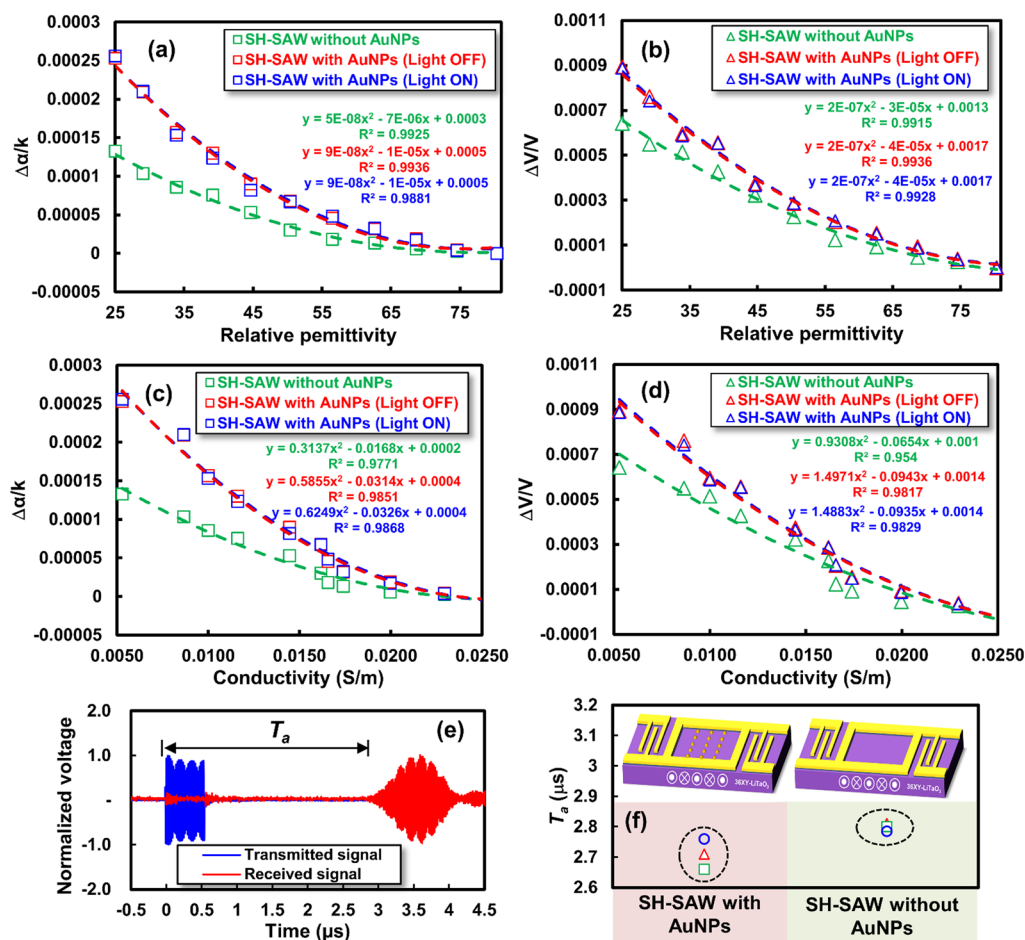 (a)
SH-SAW without AuNPs
SH-SAW with AuNPs (Light OFF)
SH-SAW with AuNPs (Light ON)
y = 5E-08x² - 7E-06x + 0.0003
R² = 0.9925
y = 9E-08x² - 1E-05x + 0.0005
R² = 0.9936
y = 9E-08x² - 1E-05x + 0.0005
R² = 0.9881
Δα/k
0.0003
0.00025
0.0002
0.00015
0.0001
0.00005
0
-0.00005
25 35 45 55 65 75
Relative pemittivity
(b)
SH-SAW without AuNPs
SH-SAW with AuNPs (Light OFF)
SH-SAW with AuNPs (Light ON)
y = 2E-07x² - 3E-05x + 0.0013
R² = 0.9915
y = 2E-07x² - 4E-05x + 0.0017
R² = 0.9936
y = 2E-07x² - 4E-05x + 0.0017
R² = 0.9928
ΔV/V
0.0011
0.0009
0.0007
0.0005
0.0003
0.0001
-0.0001
25 35 45 55 65 75
Relative permittivity
(c)
SH-SAW without AuNPs
SH-SAW with AuNPs (Light OFF)
SH-SAW with AuNPs (Light ON)
y = 0.3137x² - 0.0168x + 0.0002
R² = 0.9771
y = 0.5855x² - 0.0314x + 0.0004
R² = 0.9851
y = 0.6249x² - 0.0326x + 0.0004
R² = 0.9868
Δα/k
0.0003
0.00025
0.0002
0.00015
0.0001
0.00005
0
-0.00005
0.0050 0.0100 0.0150 0.0200 0.0250
Conductivity (S/m)
(d)
SH-SAW without AuNPs
SH-SAW with AuNPs (Light OFF)
SH-SAW with AuNPs (Light ON)
y = 0.9308x² - 0.0654x + 0.001
R² = 0.954
y = 1.4971x² - 0.0943x + 0.0014
R² = 0.9817
y = 1.4883x² - 0.0935x + 0.0014
R² = 0.9829
ΔV/V
0.0011
0.0009
0.0007
0.0005
0.0003
0.0001
-0.0001
0.0050 0.0100 0.0150 0.0200 0.0250
Conductivity (S/m)
(e)
Tₐ
Normalized voltage
2.0
1.0
-
-1.0
-2.0
Transmitted signal
Received signal
-0.5 0 0.5 1 1.5 2 2.5 3 3.5 4 4.5
Time (µs)
(f)
Tₐ (µs)
3.2
3.1
3
2.9
2.8
2.7
2.6
36XY-LiTaO₃
36XY-LiTaO₃
SH-SAW with
AuNPs
SH-SAW without
AuNPs